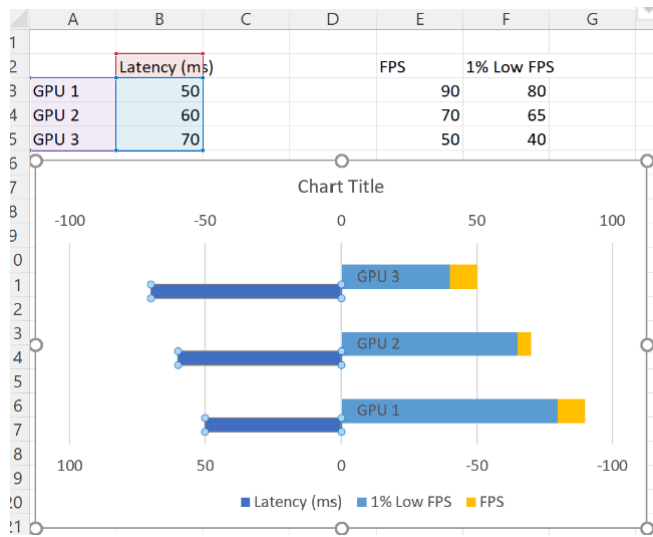 A B C D E F G
1
2 Latency (ms) FPS 1% Low FPS
3 GPU 1 50 90 80
4 GPU 2 60 70 65
5 GPU 3 70 50 40
6
7 Chart Title
8 -100 -50 0 50 100
9
0 GPU 3
1
2
3 GPU 2
4
5
6 GPU 1
7
8
9 100 50 0 -50 -100
20 Latency (ms) 1% Low FPS FPS
21